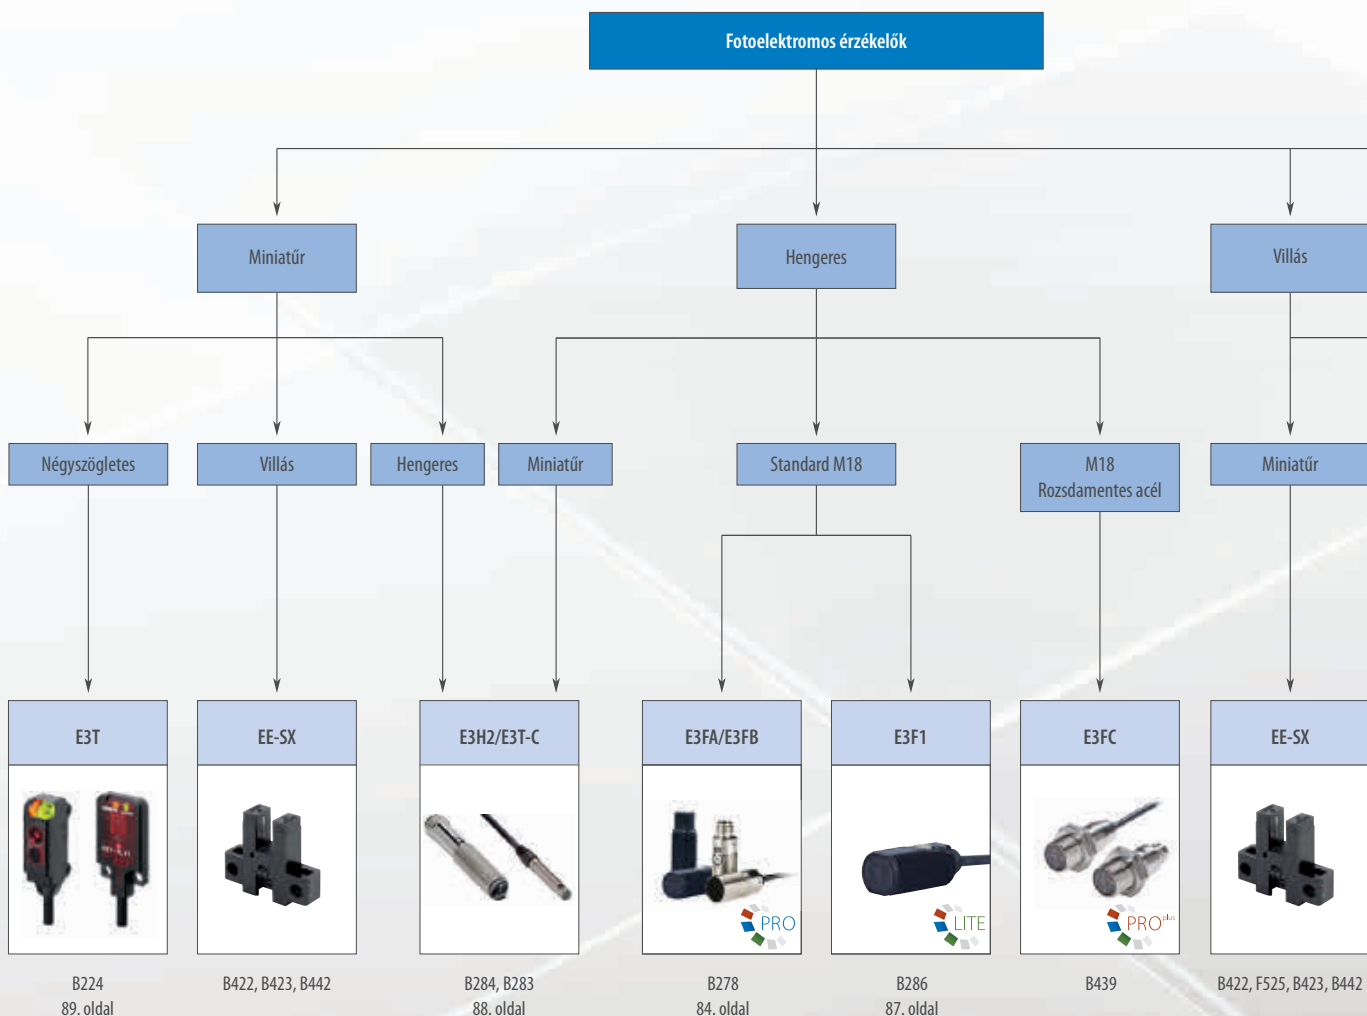 Fotoelektromos érzékelők
Miniatűr
Hengeres
Villás
Négyszögletes
Villás
Hengeres
Miniatűr
Standard M18
M18
Rozsdamentes acél
Miniatűr
E3T
EE-SX
E3H2/E3T-C
E3FA/E3FB
E3F1
E3FC
EE-SX
PRO
LITE
PRO plus
B224
89. oldal
B422, B423, B442
B284, B283
88. oldal
B278
84. oldal
B286
87. oldal
B439
B422, F525, B423, B442